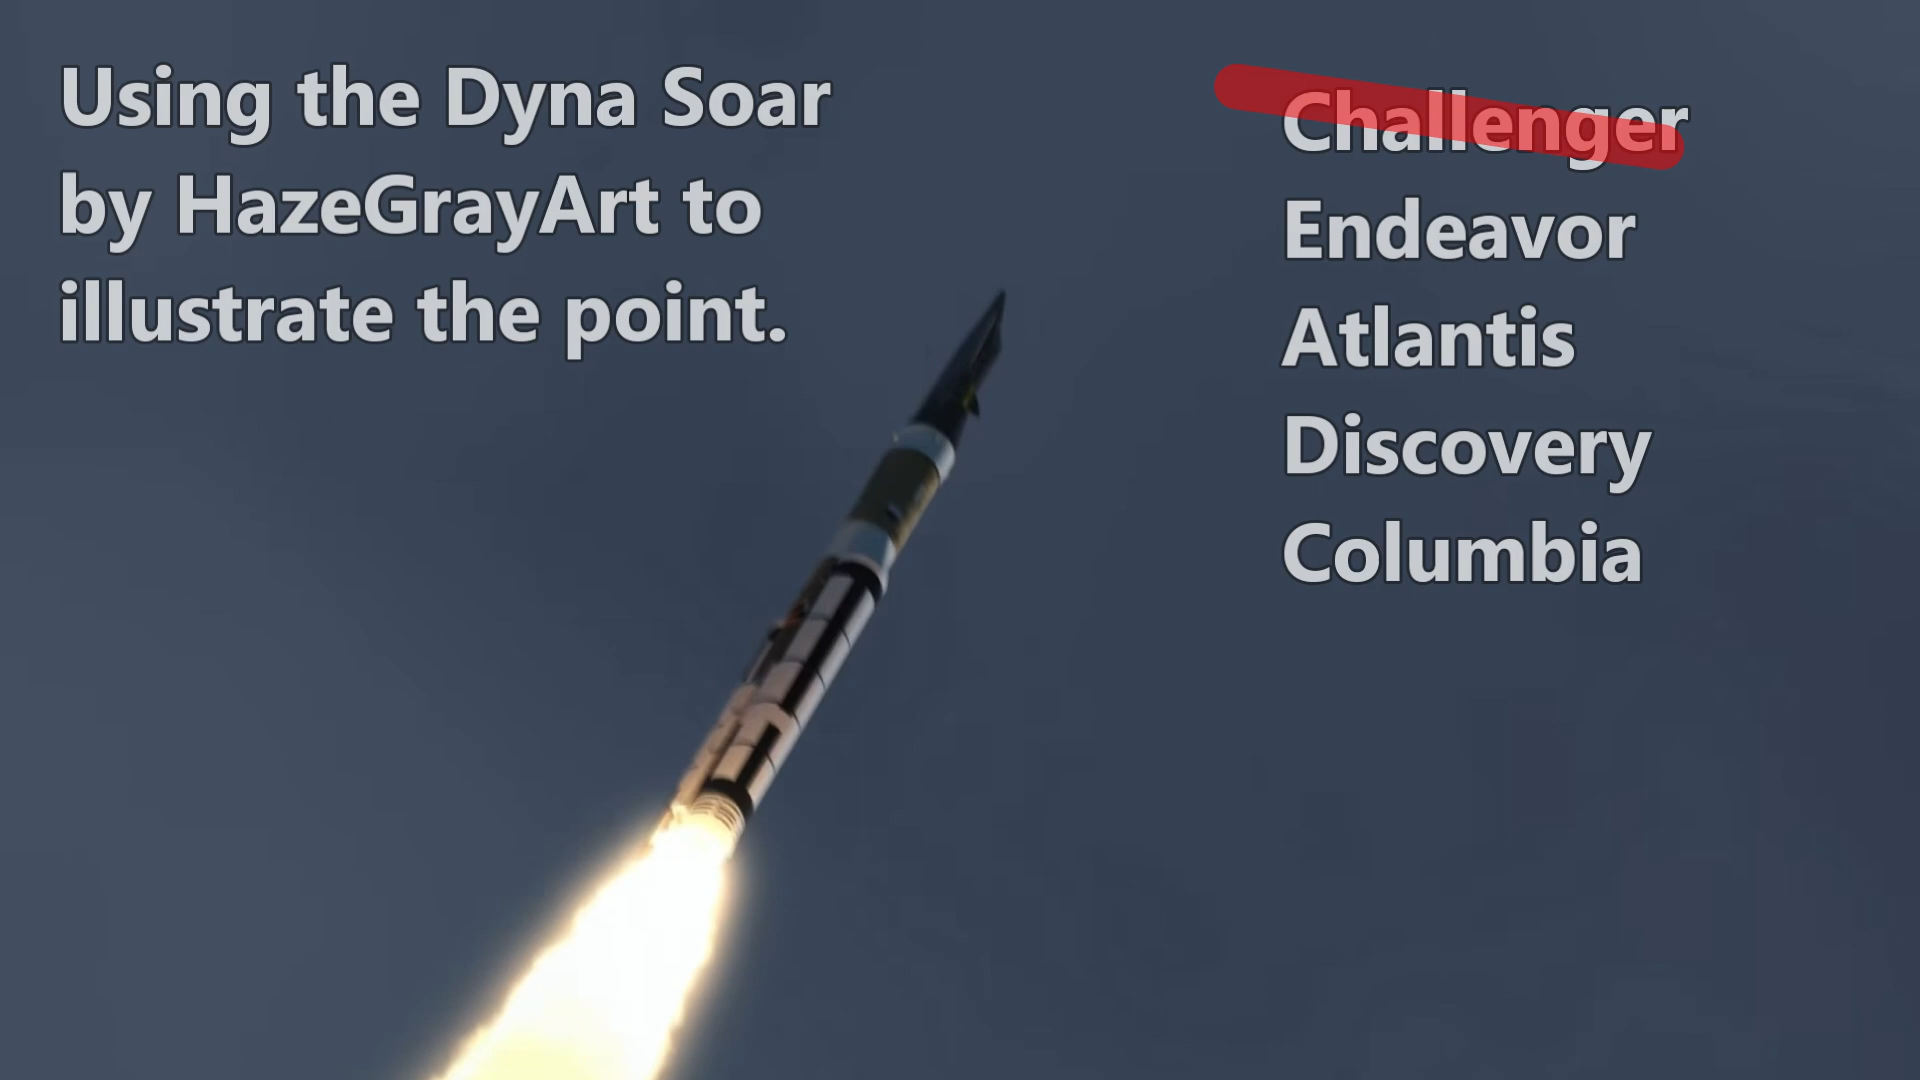 Using the Dyna Soar
by HazeGrayArt to
illustrate the point.
Challenger
Endeavor
Atlantis
Discovery
Columbia